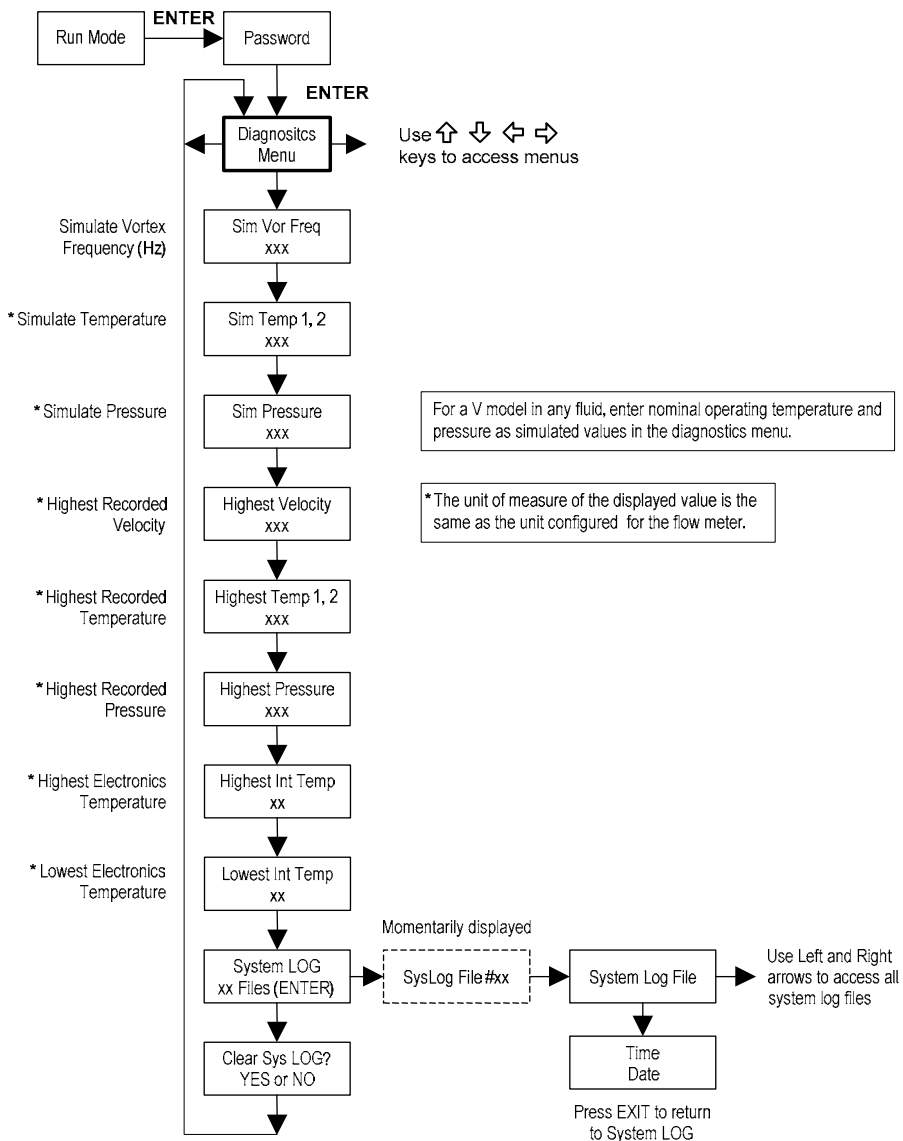 ENTER
Run Mode
Password
ENTER
Diagnositcs
Menu
Use
keys to access menus
Simulate Vortex
Frequency (Hz)
Sim Vor Freq
xxx
* Simulate Temperature
Sim Temp 1, 2
xxx
* Simulate Pressure
Sim Pressure
xxx
For a V model in any fluid, enter nominal operating temperature and
pressure as simulated values in the diagnostics menu.
* Highest Recorded
Velocity
Highest Velocity
xxx
* The unit of measure of the displayed value is the
same as the unit configured for the flow meter.
* Highest Recorded
Temperature
Highest Temp 1, 2
xxx
* Highest Recorded
Pressure
Highest Pressure
xxx
* Highest Electronics
Temperature
Highest Int Temp
xx
* Lowest Electronics
Temperature
Lowest Int Temp
xx
Momentarily displayed
System LOG
xx Files (ENTER)
SysLog File #xx
System Log File
Use Left and Right
arrows to access all
system log files
Clear Sys LOG?
YES or NO
Time
Date
Press EXIT to return
to System LOG